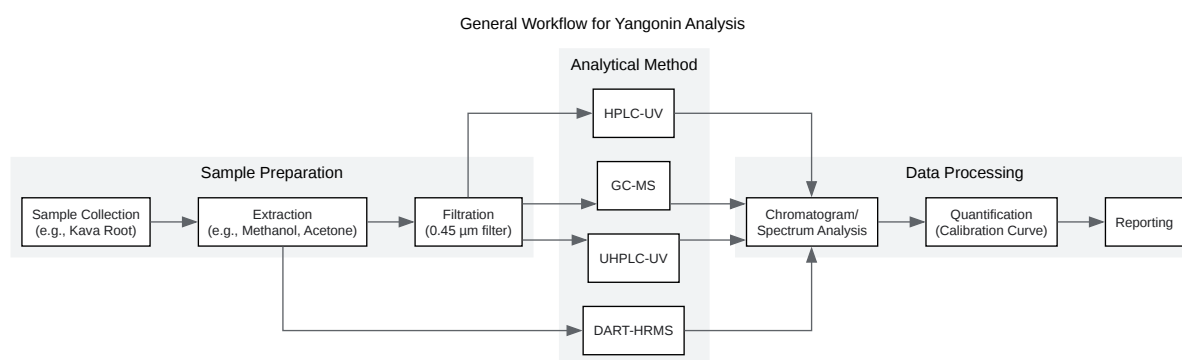 General Workflow for Yangonin Analysis
Analytical Method
HPLC-UV
Sample Preparation
GC-MS
Data Processing
Sample Collection
(e.g., Kava Root)
Extraction
(e.g., Methanol, Acetone)
Filtration
(0.45 µm filter)
Chromatogram/
Spectrum Analysis
Quantification
(Calibration Curve)
Reporting
UHPLC-UV
DART-HRMS